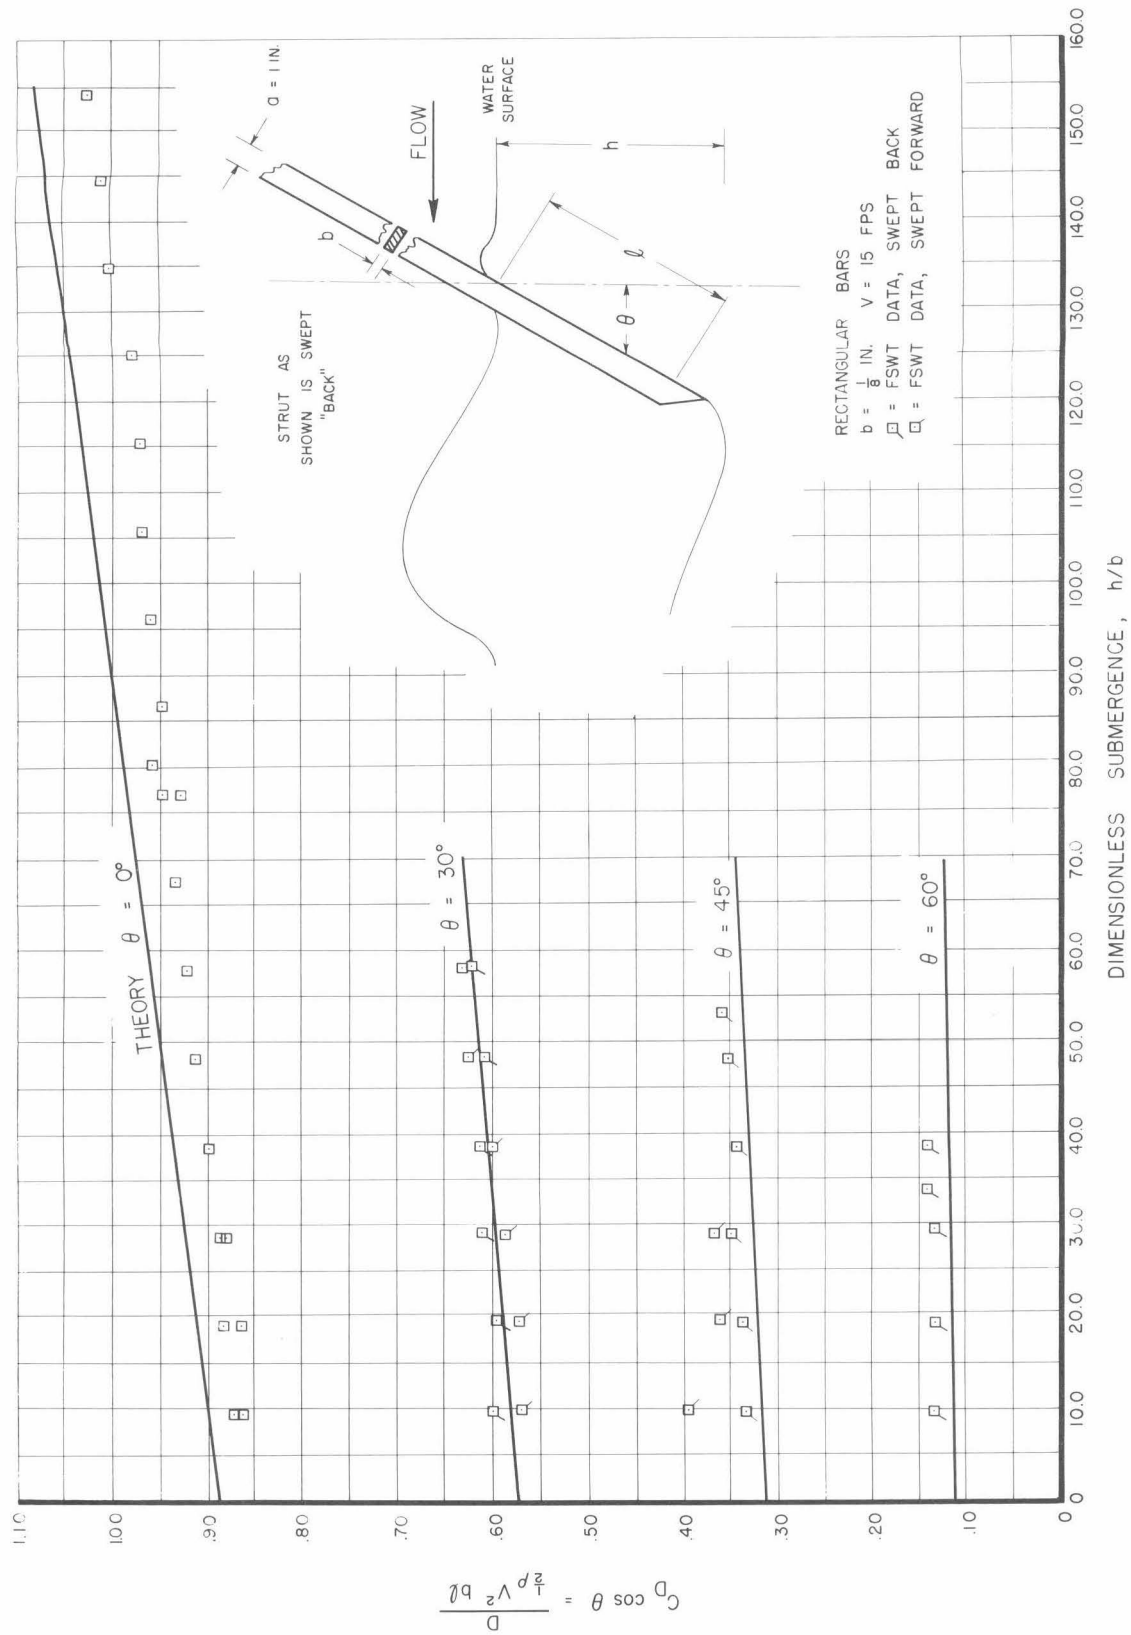 C_D cos θ = D / ½ ρ V² b ℓ
1.10
1.00
.90
.80
.70
.60
.50
.40
.30
.20
.10
0
0
10.0
20.0
30.0
40.0
50.0
60.0
70.0
80.0
90.0
100.0
110.0
120.0
130.0
140.0
150.0
160.0
DIMENSIONLESS SUBMERGENCE, h/b
THEORY θ = 0°
θ = 30°
θ = 45°
θ = 60°
STRUT AS
SHOWN IS SWEPT
"BACK"
a = 1 IN.
b
FLOW
WATER
SURFACE
h
ℓ
θ
RECTANGULAR BARS
b = 1/8 IN. V = 15 FPS
= FSWT DATA, SWEPT BACK
= FSWT DATA, SWEPT FORWARD